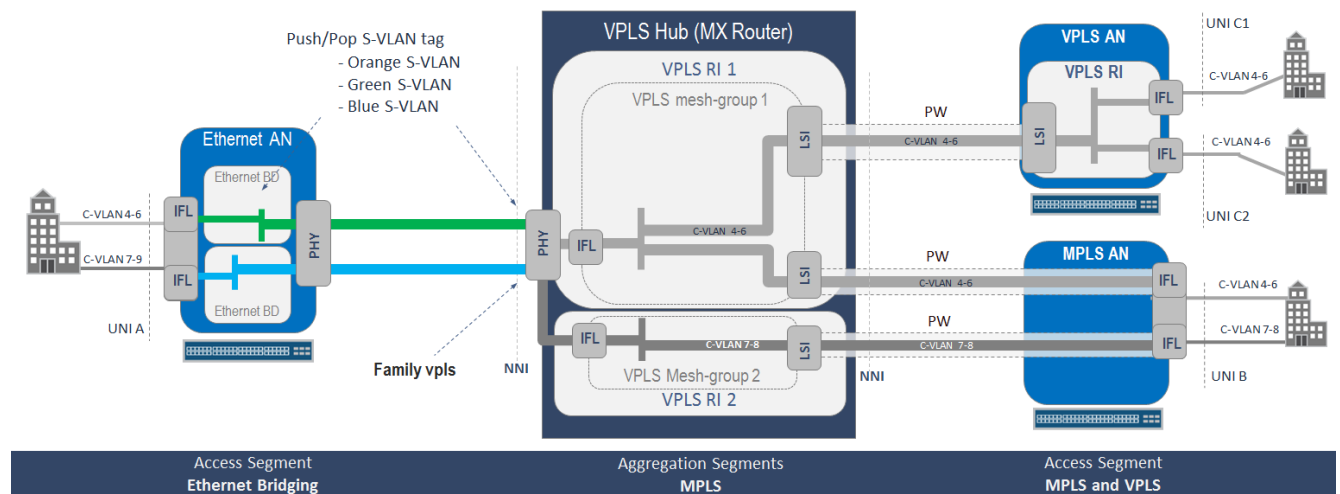 Push/Pop S-VLAN tag
- Orange S-VLAN
- Green S-VLAN
- Blue S-VLAN
Ethernet AN
Ethernet BD
IFL
C-VLAN 4-6
PHY
C-VLAN 7-9
IFL
Ethernet BD
UNI A
Family vpls
NNI
VPLS Hub (MX Router)
VPLS RI 1
VPLS mesh-group 1
LSI
C-VLAN 4-6
PHY
IFL
LSI
IFL
C-VLAN 7-8
LSI
VPLS Mesh-group 2
VPLS RI 2
NNI
PW
C-VLAN 4-6
PW
C-VLAN 4-6
PW
C-VLAN 7-8
VPLS AN
VPLS RI
LSI
IFL
IFL
UNI C1
C-VLAN 4-6
C-VLAN 4-6
UNI C2
MPLS AN
IFL
C-VLAN 4-6
C-VLAN 7-8
IFL
UNI B
Access Segment
Ethernet Bridging
Aggregation Segments
MPLS
Access Segment
MPLS and VPLS